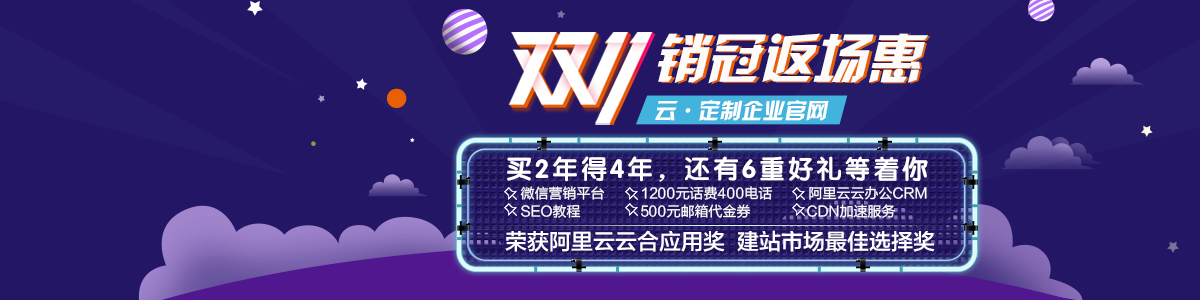 双11 销冠返场惠
云·定制企业官网
买2年得4年，还有6重好礼等着你
微信营销平台 1200元话费400电话 阿里云云办公CRM
SEO教程 500元邮箱代金券 CDN加速服务
荣获阿里云云合应用奖 建站市场最佳选择奖